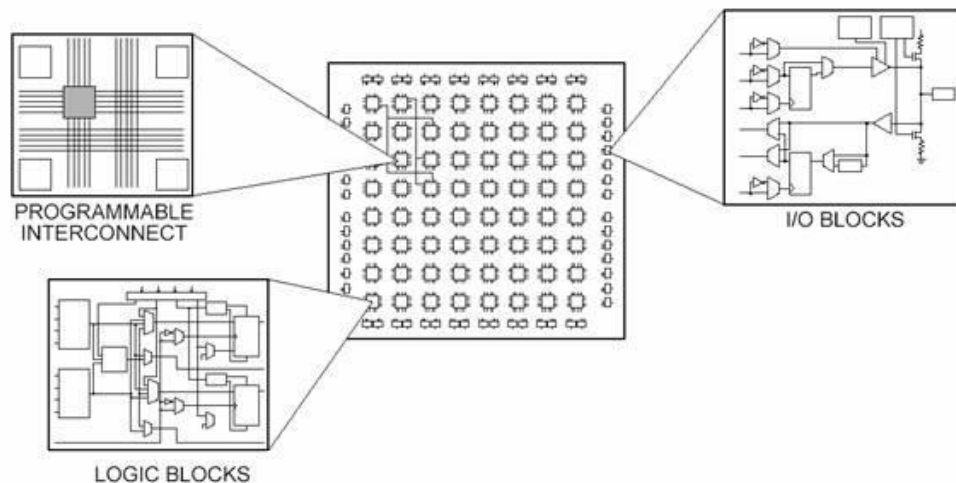 PROGRAMMABLE
INTERCONNECT
I/O BLOCKS
LOGIC BLOCKS